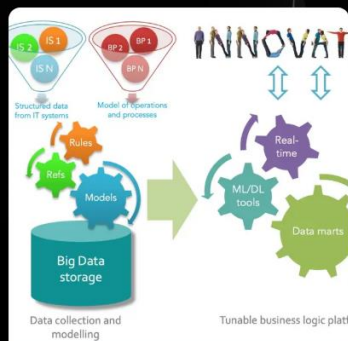 IS 2
IS 1
IS N
BP 2
BP 1
BP N
Structured data
from IT systems
Model of operations
and processes
Rules
Refs
Models
Big Data
storage
Data collection and
modelling
INNOVAT
Real-
time
ML/DL
tools
Data marts
Tunable business logic platf